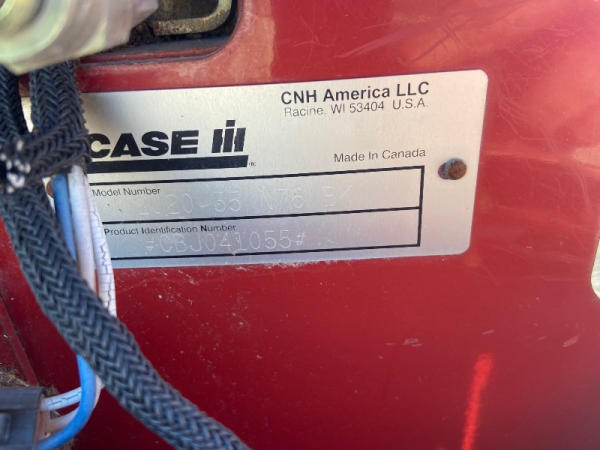 CNH America LLC
Racine, WI 53404 U.S.A.
CASE IH
Made in Canada
Model Number
Product Identification Number
#CBJ041055#